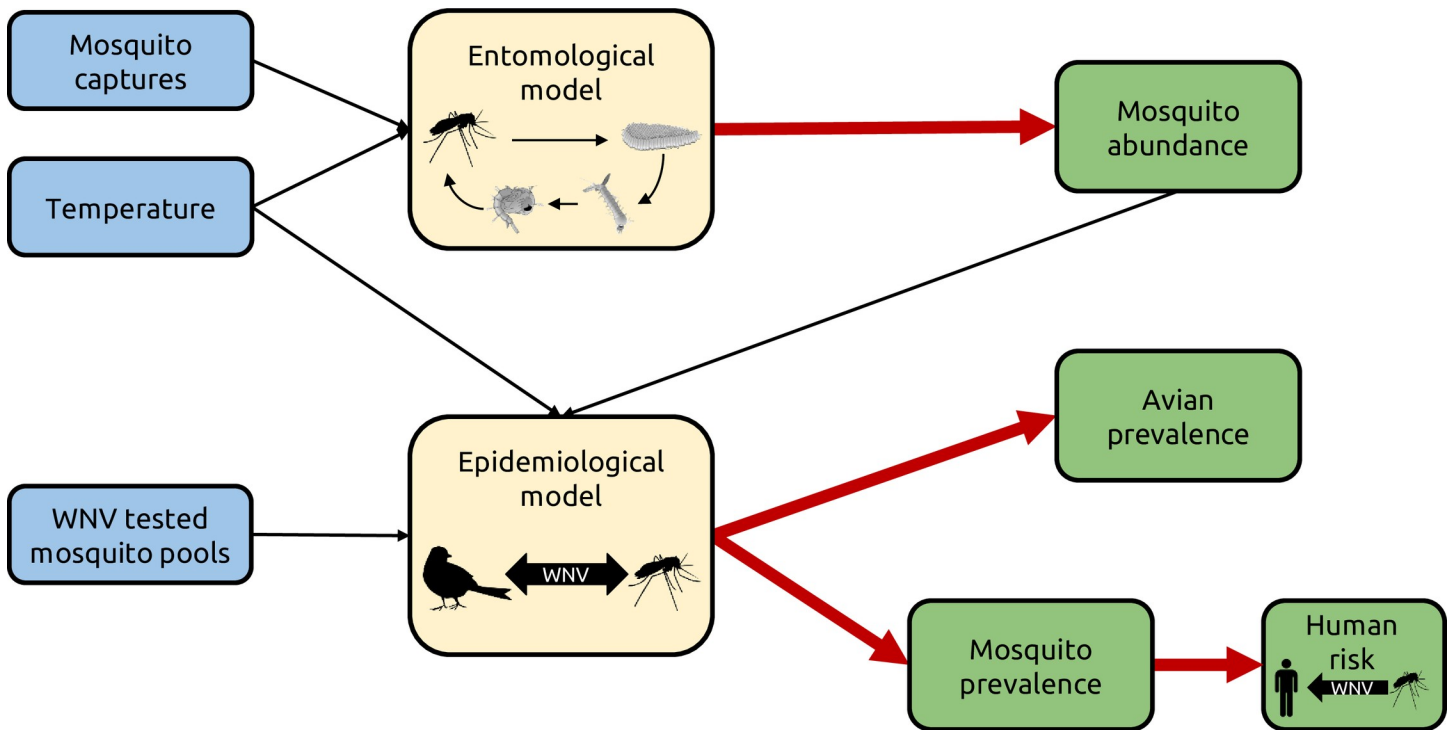 Mosquito
captures
Entomological
model
Mosquito
abundance
Temperature
Avian
prevalence
Epidemiological
model
WNV
WNV tested
mosquito pools
Mosquito
prevalence
Human
risk
WNV